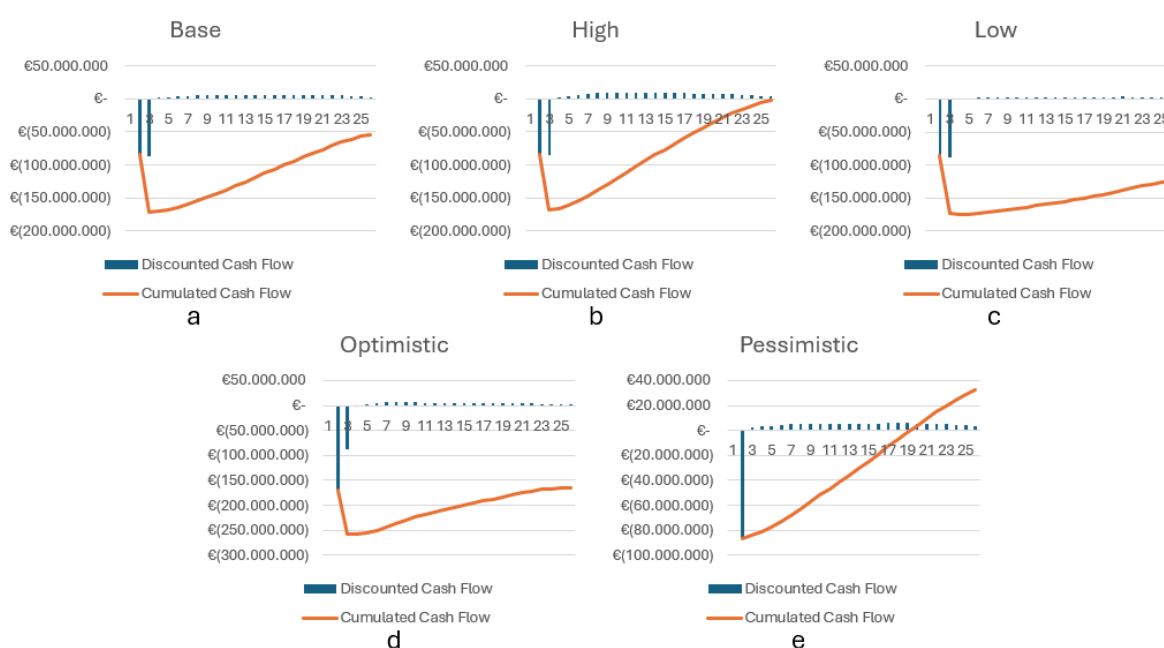 Base
€50.000.000
€-
1 3 5 7 9 11 13 15 17 19 21 23 25
€(50.000.000)
€(100.000.000)
€(150.000.000)
€(200.000.000)
Discounted Cash Flow
Cumulated Cash Flow
a
High
€50.000.000
€-
1 3 5 7 9 11 13 15 17 19 21 23 25
€(50.000.000)
€(100.000.000)
€(150.000.000)
€(200.000.000)
Discounted Cash Flow
Cumulated Cash Flow
b
Low
€50.000.000
€-
1 3 5 7 9 11 13 15 17 19 21 23 25
€(50.000.000)
€(100.000.000)
€(150.000.000)
€(200.000.000)
Discounted Cash Flow
Cumulated Cash Flow
c
Optimistic
€50.000.000
€-
1 3 5 7 9 11 13 15 17 19 21 23 25
€(50.000.000)
€(100.000.000)
€(150.000.000)
€(200.000.000)
€(250.000.000)
€(300.000.000)
Discounted Cash Flow
Cumulated Cash Flow
d
Pessimistic
€40.000.000
€20.000.000
€-
1 3 5 7 9 11 13 15 17 19 21 23 25
€(20.000.000)
€(40.000.000)
€(60.000.000)
€(80.000.000)
€(100.000.000)
Discounted Cash Flow
Cumulated Cash Flow
e